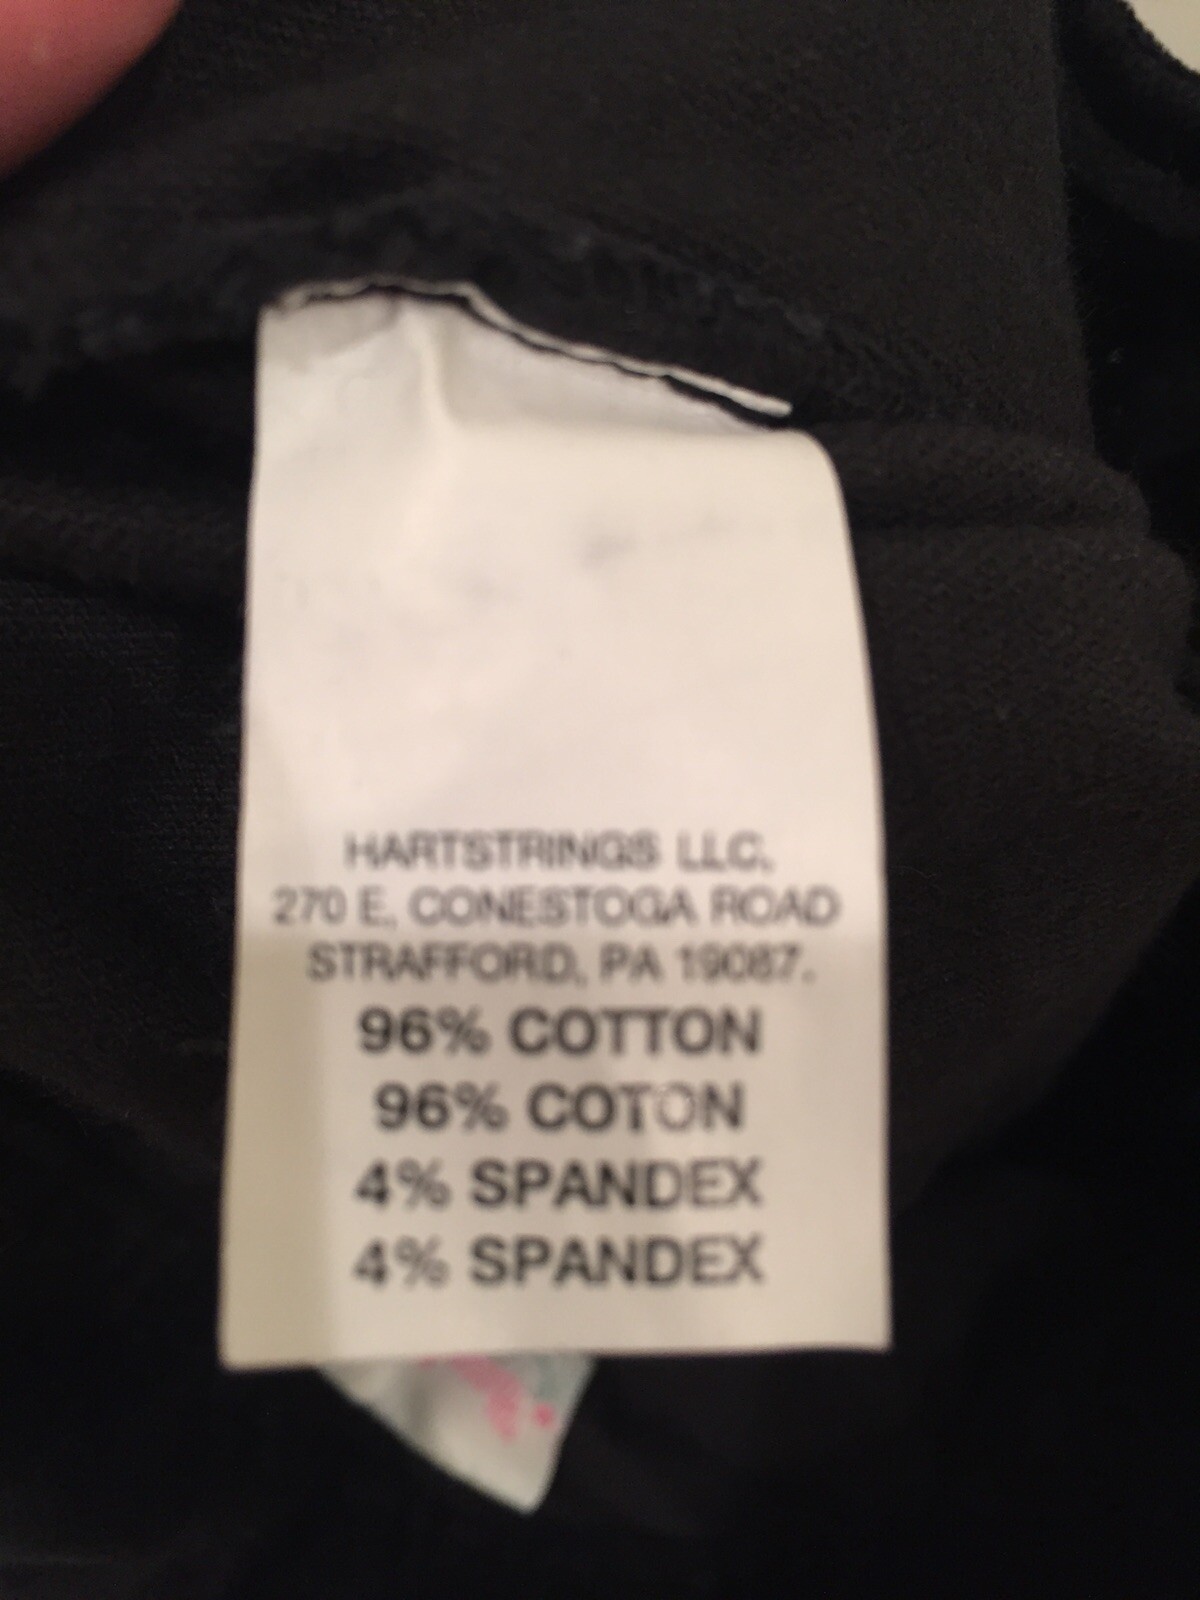 HARTSTRINGS LLC,
270 E, CONESTOGA ROAD
STRAFFORD, PA 19087.
96% COTTON
96% COTON
4% SPANDEX
4% SPANDEX